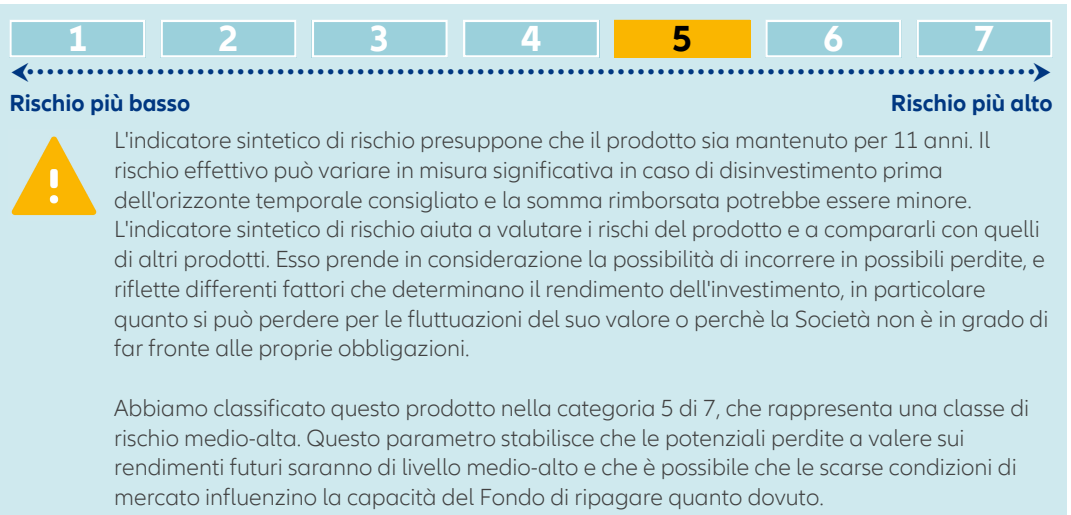 1 2 3 4 5 6 7
Rischio più basso Rischio più alto
L'indicatore sintetico di rischio presuppone che il prodotto sia mantenuto per 11 anni. Il
rischio effettivo può variare in misura significativa in caso di disinvestimento prima
dell'orizzonte temporale consigliato e la somma rimborsata potrebbe essere minore.
L'indicatore sintetico di rischio aiuta a valutare i rischi del prodotto e a compararli con quelli
di altri prodotti. Esso prende in considerazione la possibilità di incorrere in possibili perdite, e
riflette differenti fattori che determinano il rendimento dell'investimento, in particolare
quanto si può perdere per le fluttuazioni del suo valore o perchè la Società non è in grado di
far fronte alle proprie obbligazioni.
Abbiamo classificato questo prodotto nella categoria 5 di 7, che rappresenta una classe di
rischio medio-alta. Questo parametro stabilisce che le potenziali perdite a valere sui
rendimenti futuri saranno di livello medio-alto e che è possibile che le scarse condizioni di
mercato influenzino la capacità del Fondo di ripagare quanto dovuto.